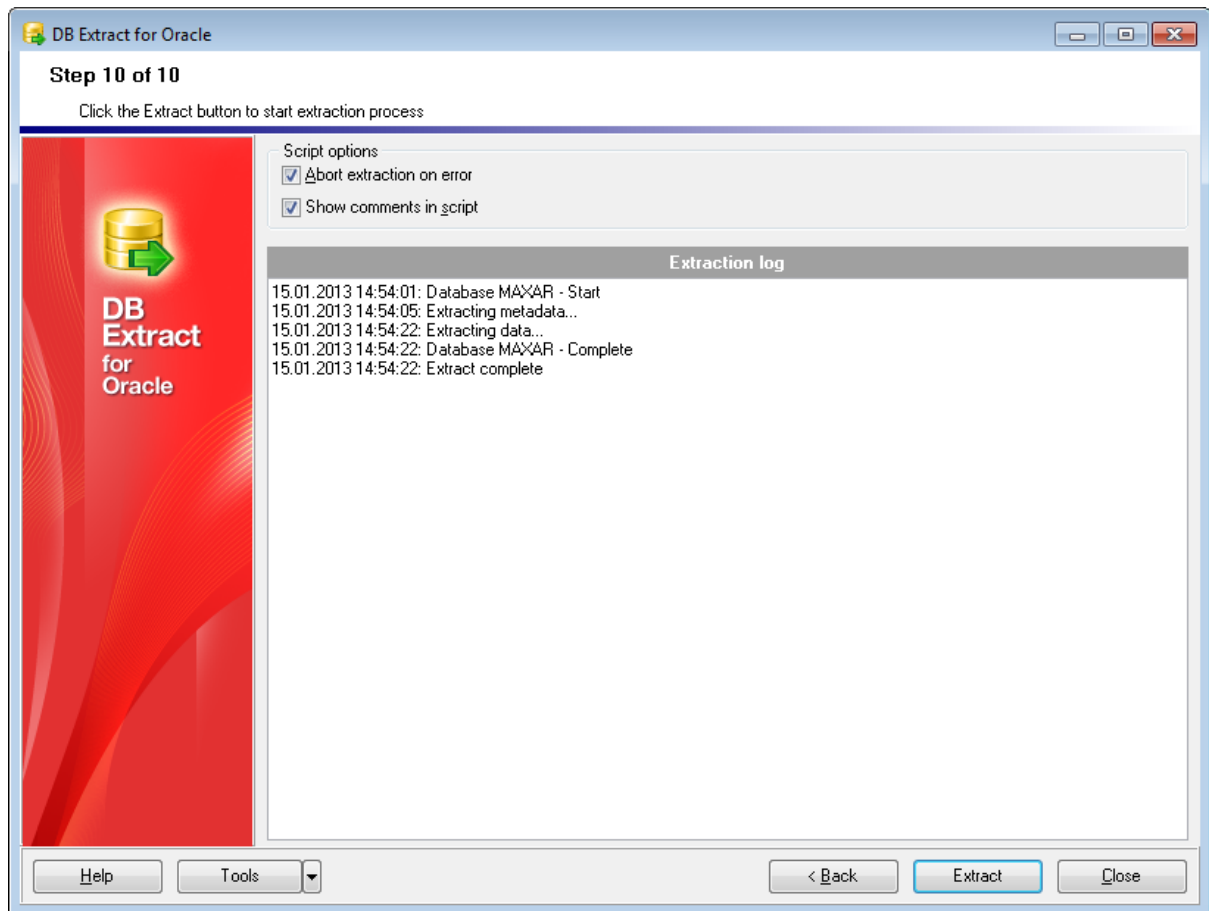 DB Extract for Oracle
Step 10 of 10
Click the Extract button to start extraction process
DB
Extract
for
Oracle
Script options
Abort extraction on error
Show comments in script
Extraction log
15.01.2013 14:54:01: Database MAXAR - Start
15.01.2013 14:54:05: Extracting metadata...
15.01.2013 14:54:22: Extracting data...
15.01.2013 14:54:22: Database MAXAR - Complete
15.01.2013 14:54:22: Extract complete
Help Tools < Back Extract Close